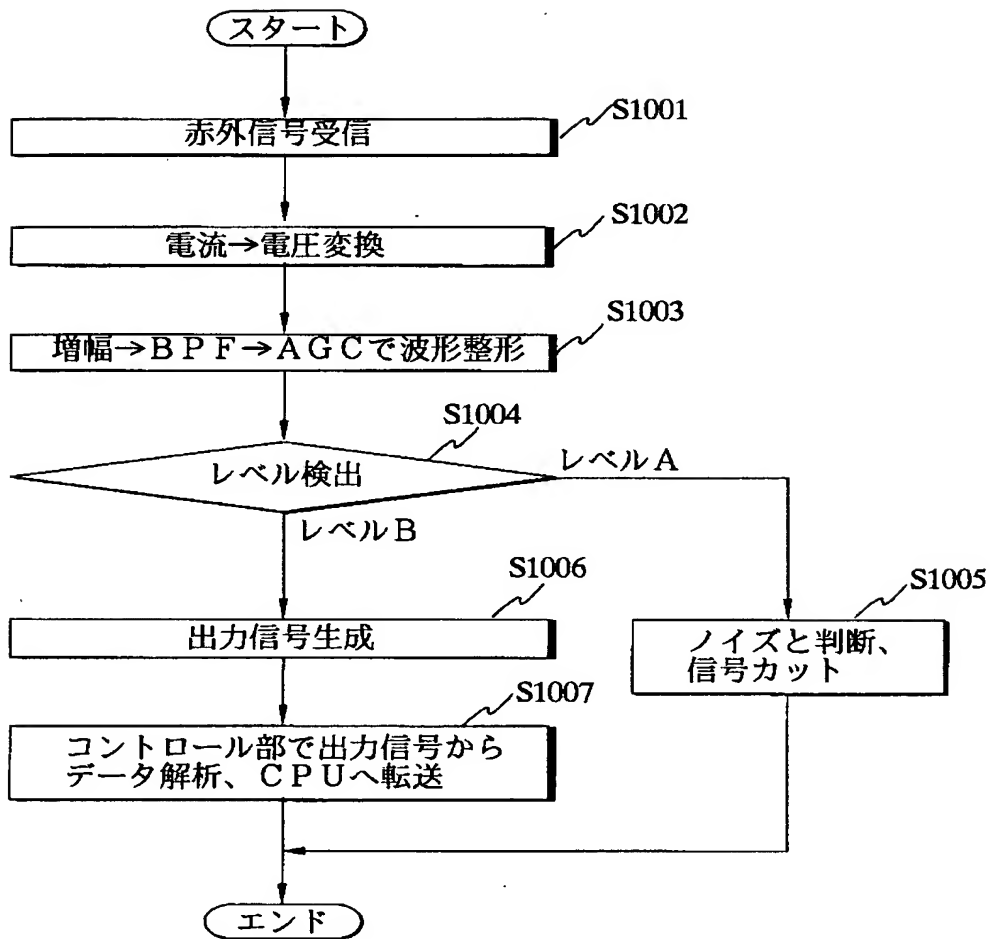 スタート
S1001
赤外信号受信
S1002
電流→電圧変換
S1003
増幅→ＢＰＦ→ＡＧＣで波形整形
S1004
レベル検出
レベルＡ
レベルＢ
S1006
出力信号生成
S1005
ノイズと判断、
信号カット
S1007
コントロール部で出力信号から
データ解析、ＣＰＵへ転送
エンド